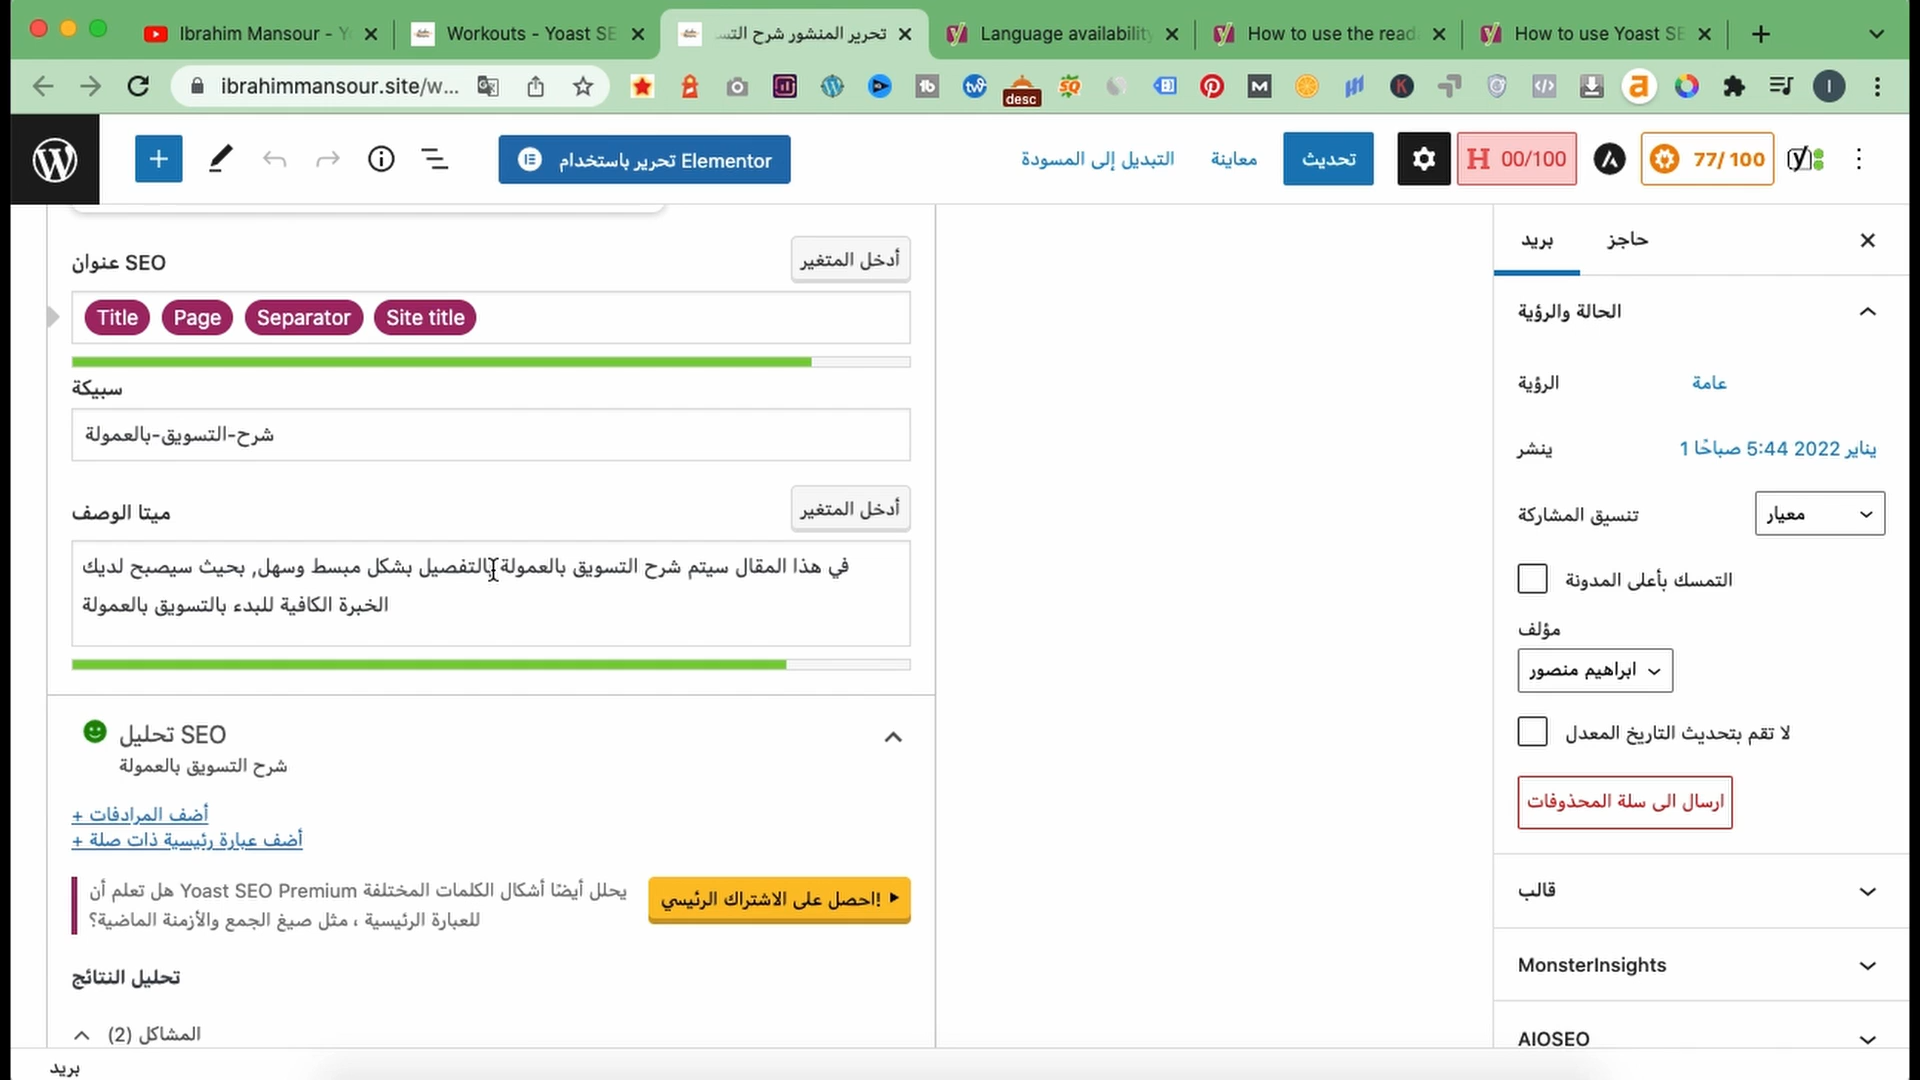 Ibrahim Mansour - Y
Workouts - Yoast SE
تحرير المنشور شرح التس
Language availability
How to use the read
How to use Yoast SE
ibrahimmansour.site/w...
desc
تحرير باستخدام Elementor
التبديل إلى المسودة
معاينة
تحديث
H 00/100
77/ 100
SEO عنوان
أدخل المتغير
Title Page Separator Site title
سبيكة
شرح-التسويق-بالعمولة
ميتا الوصف
أدخل المتغير
في هذا المقال سيتم شرح التسويق بالعمولة بالتفصيل بشكل مبسط وسهل, بحيث سيصبح لديك
الخبرة الكافية للبدء بالتسويق بالعمولة
SEO تحليل
شرح التسويق بالعمولة
أضف المرادفات +
أضف عبارة رئيسية ذات صلة +
يحلل أيضًا أشكال الكلمات المختلفة Yoast SEO Premium هل تعلم أن
للعبارة الرئيسية ، مثل صيغ الجمع والأزمنة الماضية؟
احصل على الاشتراك الرئيسي!
تحليل النتائج
المشاكل (2)
بريد
بريد
حاجز
الحالة والرؤية
الرؤية
عامة
ينشر
يناير 2022 5:44 صباحًا 1
تنسيق المشاركة
معيار
التمسك بأعلى المدونة
مؤلف
ابراهيم منصور
لا تقم بتحديث التاريخ المعدل
ارسال الى سلة المحذوفات
قالب
MonsterInsights
AIOSEO